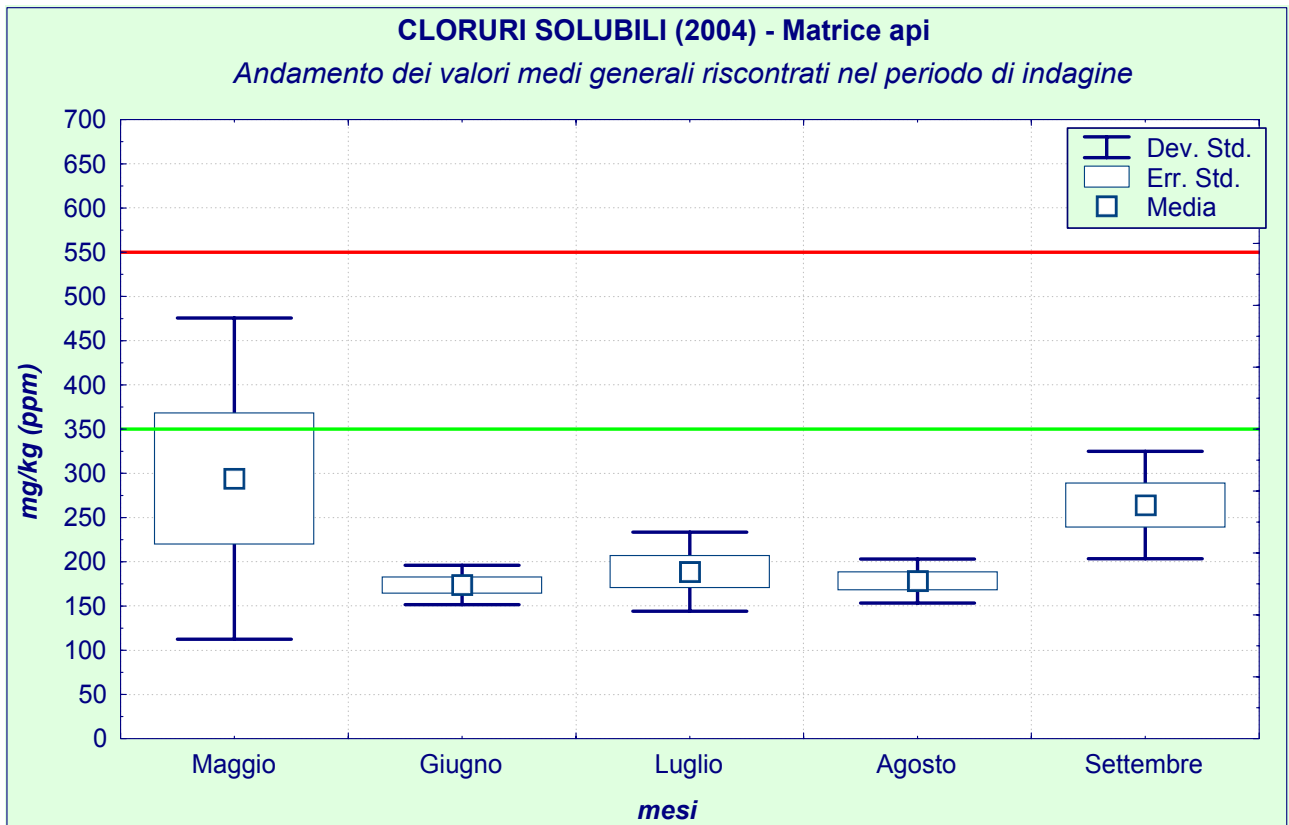 CLORURI SOLUBILI (2004) - Matrice api
Andamento dei valori medi generali riscontrati nel periodo di indagine
Dev. Std.
Err. Std.
Media
mg/kg (ppm)
700
650
600
550
500
450
400
350
300
250
200
150
100
50
0
Maggio Giugno Luglio Agosto Settembre
mesi